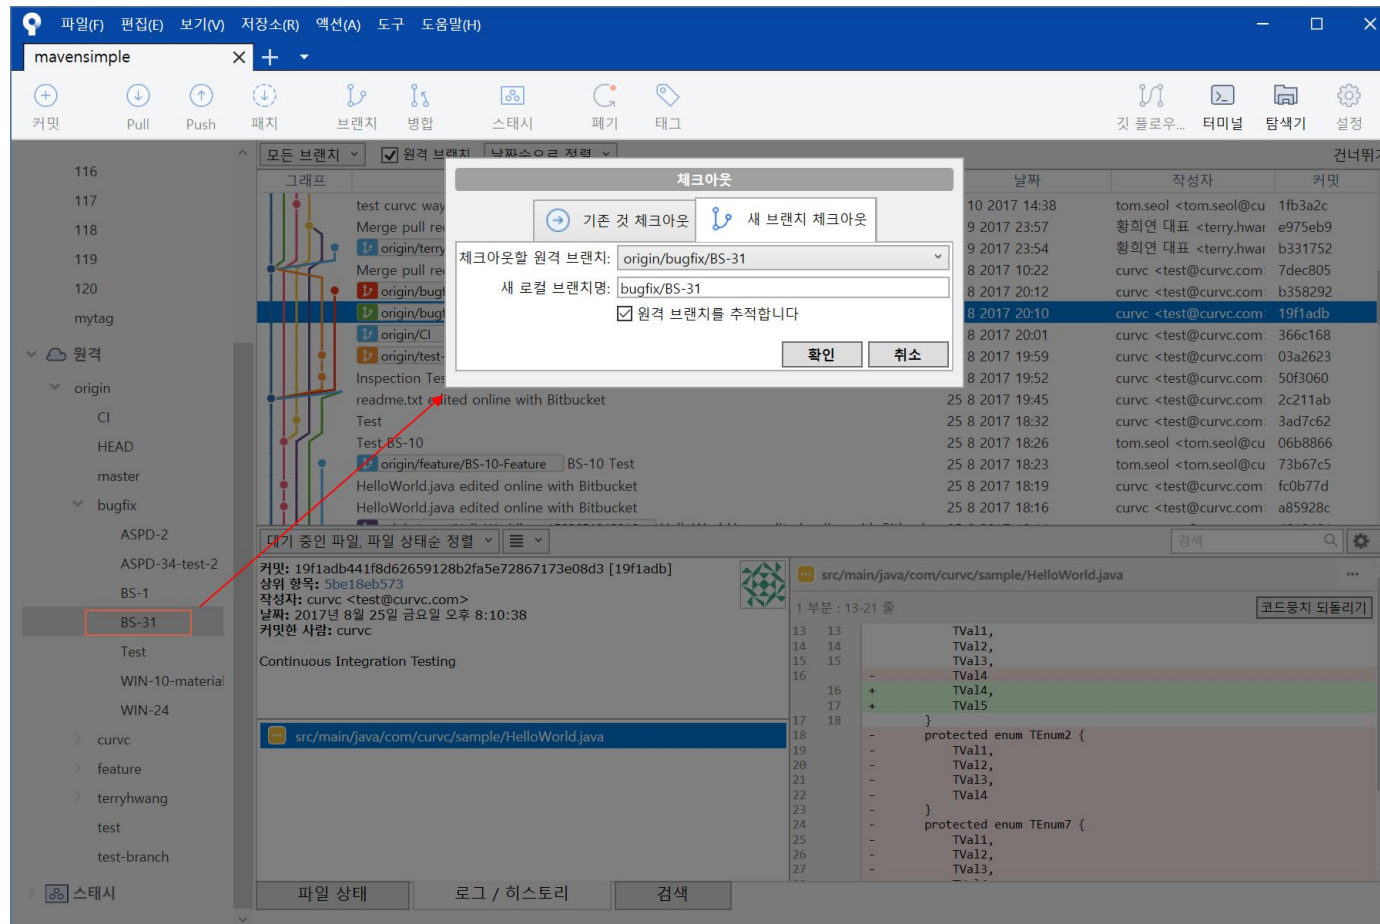 파일(F) 편집(E) 보기(V) 저장소(R) 액션(A) 도구 도움말(H)
mavensimple
커밋 Pull Push 패치 브랜치 병합 스태시 폐기 태그 깃 플로우... 터미널 탐색기 설정
모든 브랜치 원격 브랜치 날짜순으로 정렬 건너뛰기
116
117
118
119
120
mytag
원격
origin
CI
HEAD
master
bugfix
ASPD-2
ASPD-34-test-2
BS-1
BS-31
Test
WIN-10-material
WIN-24
curvc
feature
terryhwang
test
test-branch
스태시
그래프 날짜 작성자 커밋
test curvc way 10 2017 14:38 tom.seol <tom.seol@cu 1fb3a2c
Merge pull re 9 2017 23:57 황희연 대표 <terry.hwar e975eb9
origin/terry 9 2017 23:54 황희연 대표 <terry.hwar b331752
Merge pull re 8 2017 10:22 curvc <test@curvc.com 7dec805
origin/bug 8 2017 20:12 curvc <test@curvc.com b358292
origin/bug 8 2017 20:10 curvc <test@curvc.com 19f1adb
origin/CI 8 2017 20:01 curvc <test@curvc.com 366c168
origin/test- 8 2017 19:59 curvc <test@curvc.com 03a2623
Inspection Tes 8 2017 19:52 curvc <test@curvc.com 50f3060
readme.txt edited online with Bitbucket 25 8 2017 19:45 curvc <test@curvc.com 2c211ab
Test 25 8 2017 18:32 curvc <test@curvc.com 3ad7c62
Test BS-10 25 8 2017 18:26 tom.seol <tom.seol@cu 06b8866
origin/feature/BS-10-Feature BS-10 Test 25 8 2017 18:23 tom.seol <tom.seol@cu 73b67c5
HelloWorld.java edited online with Bitbucket 25 8 2017 18:19 curvc <test@curvc.com fc0b77d
HelloWorld.java edited online with Bitbucket 25 8 2017 18:16 curvc <test@curvc.com a85928c
체크아웃
기존 것 체크아웃 새 브랜치 체크아웃
체크아웃할 원격 브랜치: origin/bugfix/BS-31
새 로컬 브랜치명: bugfix/BS-31
원격 브랜치를 추적합니다
확인 취소
대기 중인 파일, 파일 상태순 정렬 검색
커밋: 19f1adb441f8d62659128b2fa5e72867173e08d3 [19f1adb]
상위 항목: 5be18eb573
작성자: curvc <test@curvc.com>
날짜: 2017년 8월 25일 금요일 오후 8:10:38
커밋한 사람: curvc
Continuous Integration Testing
src/main/java/com/curvc/sample/HelloWorld.java
src/main/java/com/curvc/sample/HelloWorld.java ...
1 부분 : 13-21 줄 코드뭉치 되돌리기
13 13 TVal1,
14 14 TVal2,
15 15 TVal3,
16 - TVal4
16 + TVal4,
17 + TVal5
17 18 }
18 - protected enum TEnum2 {
19 - TVal1,
20 - TVal2,
21 - TVal3,
22 - TVal4
23 - }
24 - protected enum TEnum7 {
25 - TVal1,
26 - TVal2,
27 - TVal3,
파일 상태 로그 / 히스토리 검색